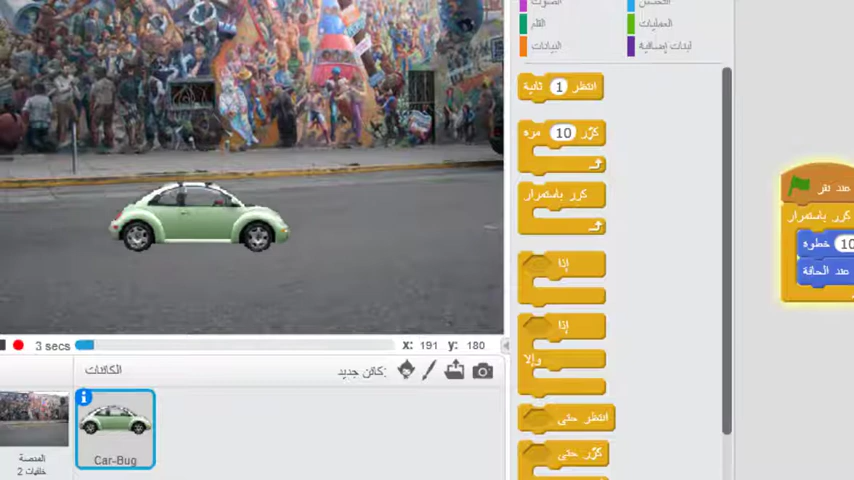 الصوت
التحسس
القلم
العمليات
البيانات
لبنات إضافية
انتظر 1 ثانية
كرّر 10 مرة
كرر باستمرار
إذا
إذا
وإلا
انتظر حتى
كرّر حتى
عند نقر
كرر باستمرار
10 خطوة
عند الحافة
3 secs
x: 191 y: 180
الكائنات
كائن جديد:
Car-Bug
المنصة
2 خلفيات